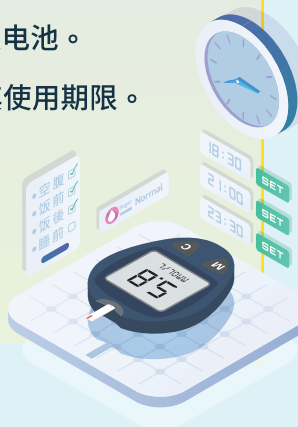 电池。
使用期限。
空腹
饭前
饭後
睡前
Normal
18:30
SET
21:00
SET
23:30
SET
C
M
MMOL/L
5.8